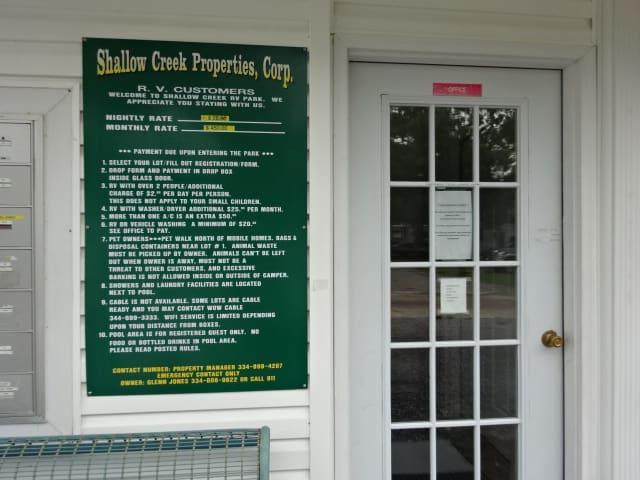 Shallow Creek Properties, Corp.
R. V. CUSTOMERS
WELCOME TO SHALLOW CREEK RV PARK. WE
APPRECIATE YOU STAYING WITH US.
NIGHTLY RATE
MONTHLY RATE
*** PAYMENT DUE UPON ENTERING THE PARK ***
1. SELECT YOUR LOT/FILL OUT REGISTRATION/FORM.
2. DROP FORM AND PAYMENT IN DROP BOX
INSIDE GLASS DOOR.
3. RV WITH OVER 2 PEOPLE/ADDITIONAL
CHARGE OF $2.00 PER DAY PER PERSON.
THIS DOES NOT APPLY TO YOUR SMALL CHILDREN.
4. RV WITH WASHER/DRYER ADDITIONAL $25.00 PER MONTH.
5. MORE THAN ONE A/C IS AN EXTRA $50.00
6. RV OR VEHICLE WASHING A MINIMUM OF $20.00
SEE OFFICE TO PAY.
7. PET OWNERS***PET WALK NORTH OF MOBILE HOMES. BAGS &
DISPOSAL CONTAINERS NEAR LOT # 1. ANIMAL WASTE
MUST BE PICKED UP BY OWNER. ANIMALS CAN'T BE LEFT
OUT WHEN OWNER IS AWAY, MUST NOT BE A
THREAT TO OTHER CUSTOMERS, AND EXCESSIVE
BARKING IS NOT ALLOWED INSIDE OR OUTSIDE OF CAMPER.
8. SHOWERS AND LAUNDRY FACILITIES ARE LOCATED
NEXT TO POOL.
9. CABLE IS NOT AVAILABLE. SOME LOTS ARE CABLE
READY AND YOU MAY CONTACT WOW CABLE
WIFI SERVICE IS LIMITED DEPENDING
UPON YOUR DISTANCE FROM BOXES.
10. POOL AREA IS FOR REGISTERED GUEST ONLY. NO
FOOD OR BOTTLED DRINKS IN POOL AREA.
PLEASE READ POSTED RULES.
CONTACT NUMBER: PROPERTY MANAGER
EMERGENCY CONTACT ONLY
OWNER: GLENN JONES OR CALL 911
OFFICE